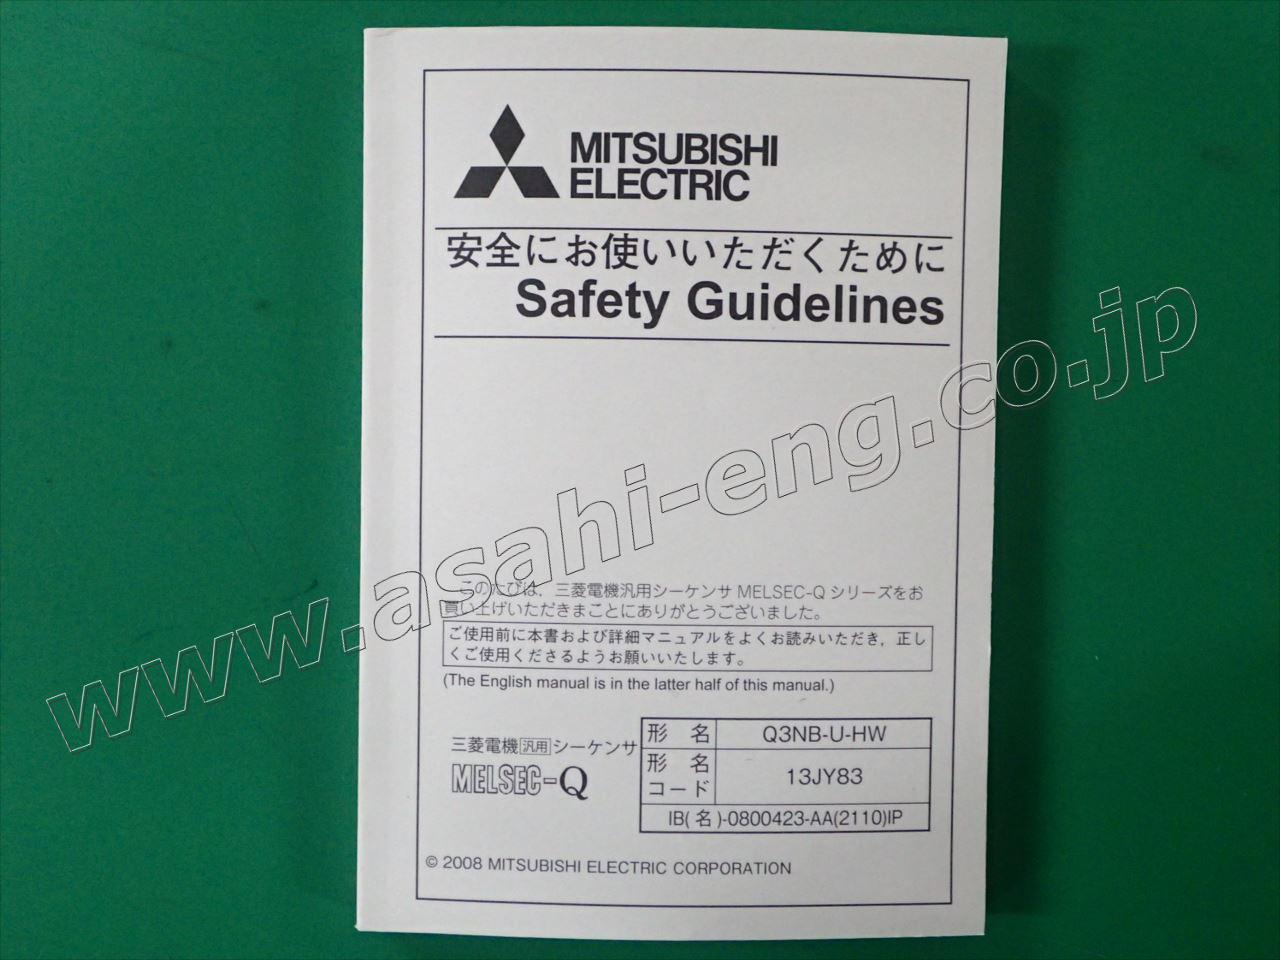 MITSUBISHI
ELECTRIC
安全にお使いいただくために
Safety Guidelines
www.asahi-eng.co.jp
このたびは，三菱電機汎用シーケンサ MELSEC-Q シリーズをお
買い上げいただきまことにありがとうございました。
ご使用前に本書および詳細マニュアルをよくお読みいただき，正し
くご使用くださるようお願いいたします。
(The English manual is in the latter half of this manual.)
三菱電機 汎用 シーケンサ
MELSEC-Q
形 名 Q3NB-U-HW
形 名
コード 13JY83
IB(名)-0800423-AA(2110)IP
© 2008 MITSUBISHI ELECTRIC CORPORATION